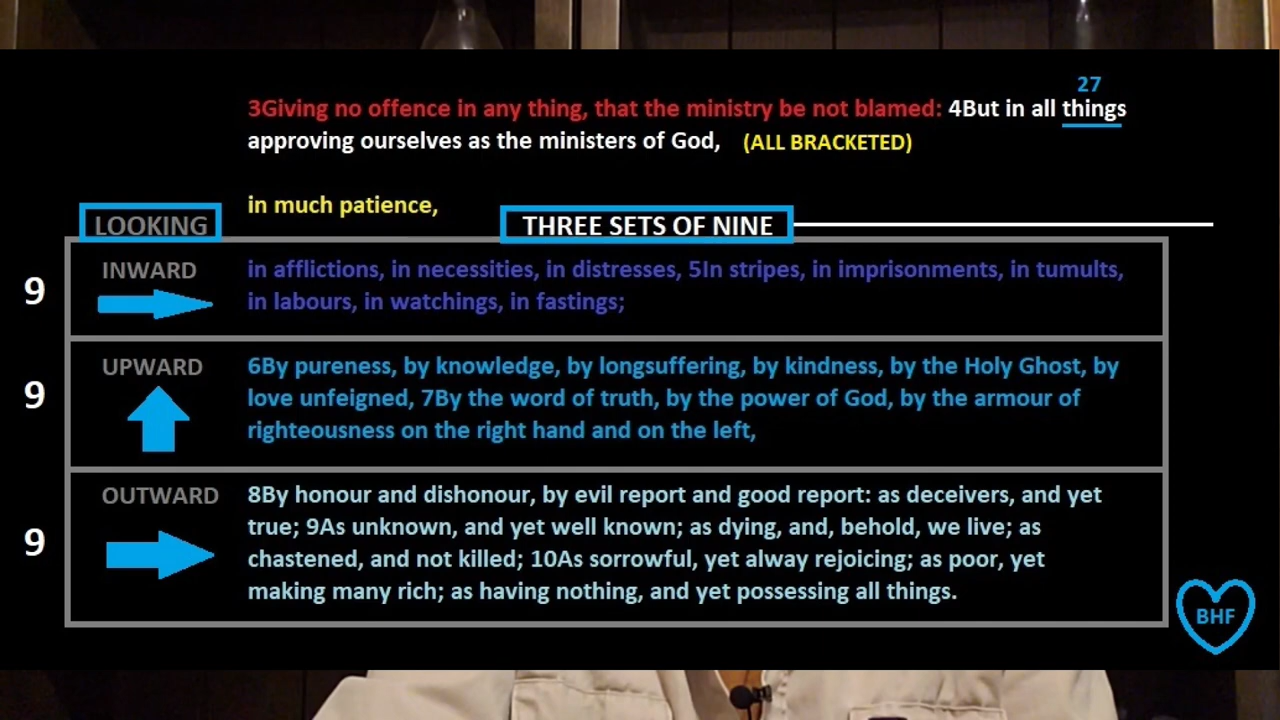 27
3Giving no offence in any thing, that the ministry be not blamed: 4But in all things
approving ourselves as the ministers of God, (ALL BRACKETED)
in much patience,
LOOKING
THREE SETS OF NINE
9
INWARD
in afflictions, in necessities, in distresses, 5In stripes, in imprisonments, in tumults,
in labours, in watchings, in fastings;
9
UPWARD
6By pureness, by knowledge, by longsuffering, by kindness, by the Holy Ghost, by
love unfeigned, 7By the word of truth, by the power of God, by the armour of
righteousness on the right hand and on the left,
9
OUTWARD
8By honour and dishonour, by evil report and good report: as deceivers, and yet
true; 9As unknown, and yet well known; as dying, and, behold, we live; as
chastened, and not killed; 10As sorrowful, yet alway rejoicing; as poor, yet
making many rich; as having nothing, and yet possessing all things.
BHF